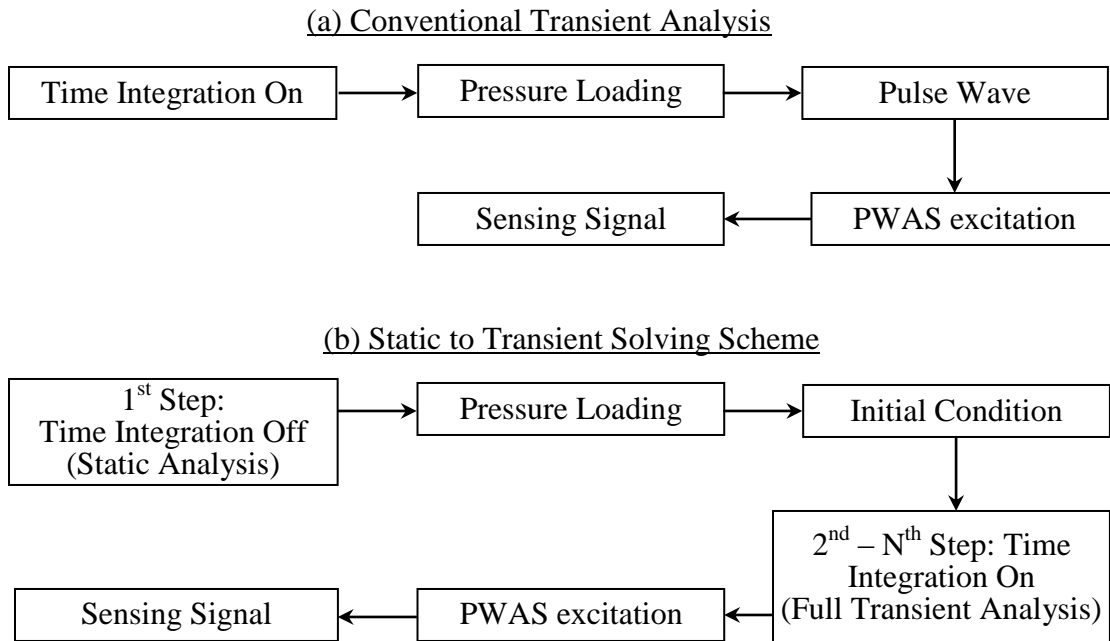 (a) Conventional Transient Analysis
Time Integration On
Pressure Loading
Pulse Wave
Sensing Signal
PWAS excitation
(b) Static to Transient Solving Scheme
1st Step:
Time Integration Off
(Static Analysis)
Pressure Loading
Initial Condition
2nd – Nth Step: Time
Integration On
(Full Transient Analysis)
Sensing Signal
PWAS excitation